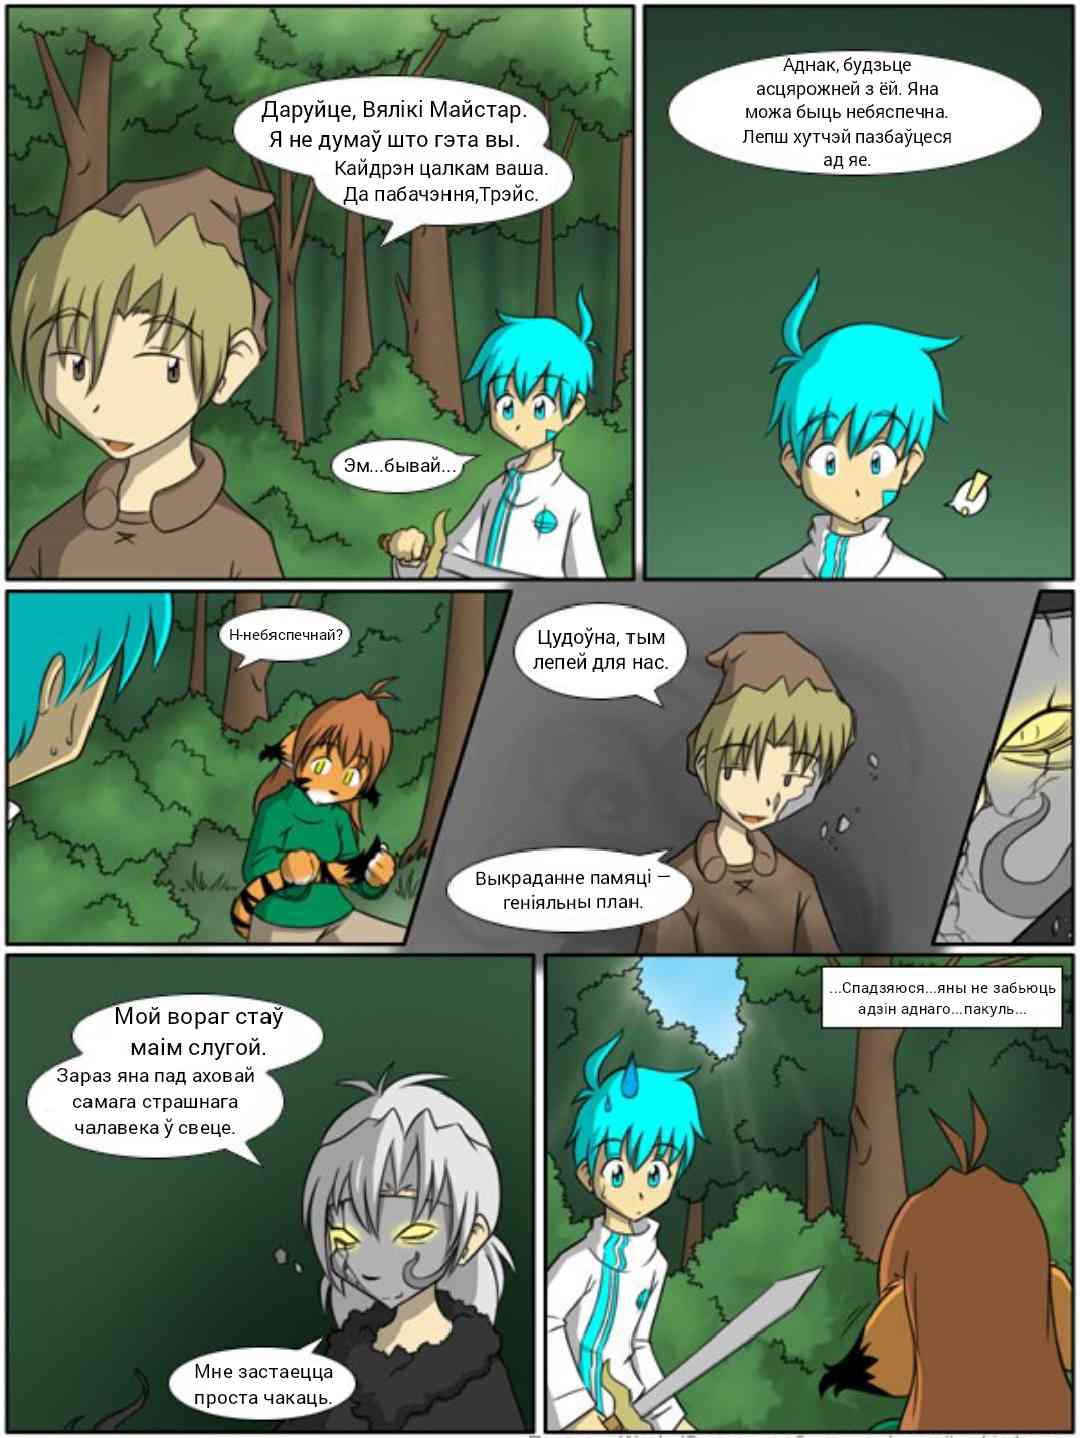 Даруйце, Вялікі Майстар.
Я не думаў што гэта вы.
Кайдрэн цалкам ваша.
Да пабачэння,Трэйс.
Эм...бывай...
Аднак, будзьце
асцярожней з ёй. Яна
можа быць небяспечна.
Лепш хутчэй пазбаўцеся
ад яе.
Н-небяспечнай?
Цудоўна, тым
лепей для нас.
Выкраданне памяці —
геніяльны план.
Мой вораг стаў
маім слугой.
Зараз яна пад аховай
самага страшнага
чалавека ў свеце.
Мне застаецца
проста чакаць.
...Спадзяюся...яны не забьюць
адзін аднаго...пакуль...